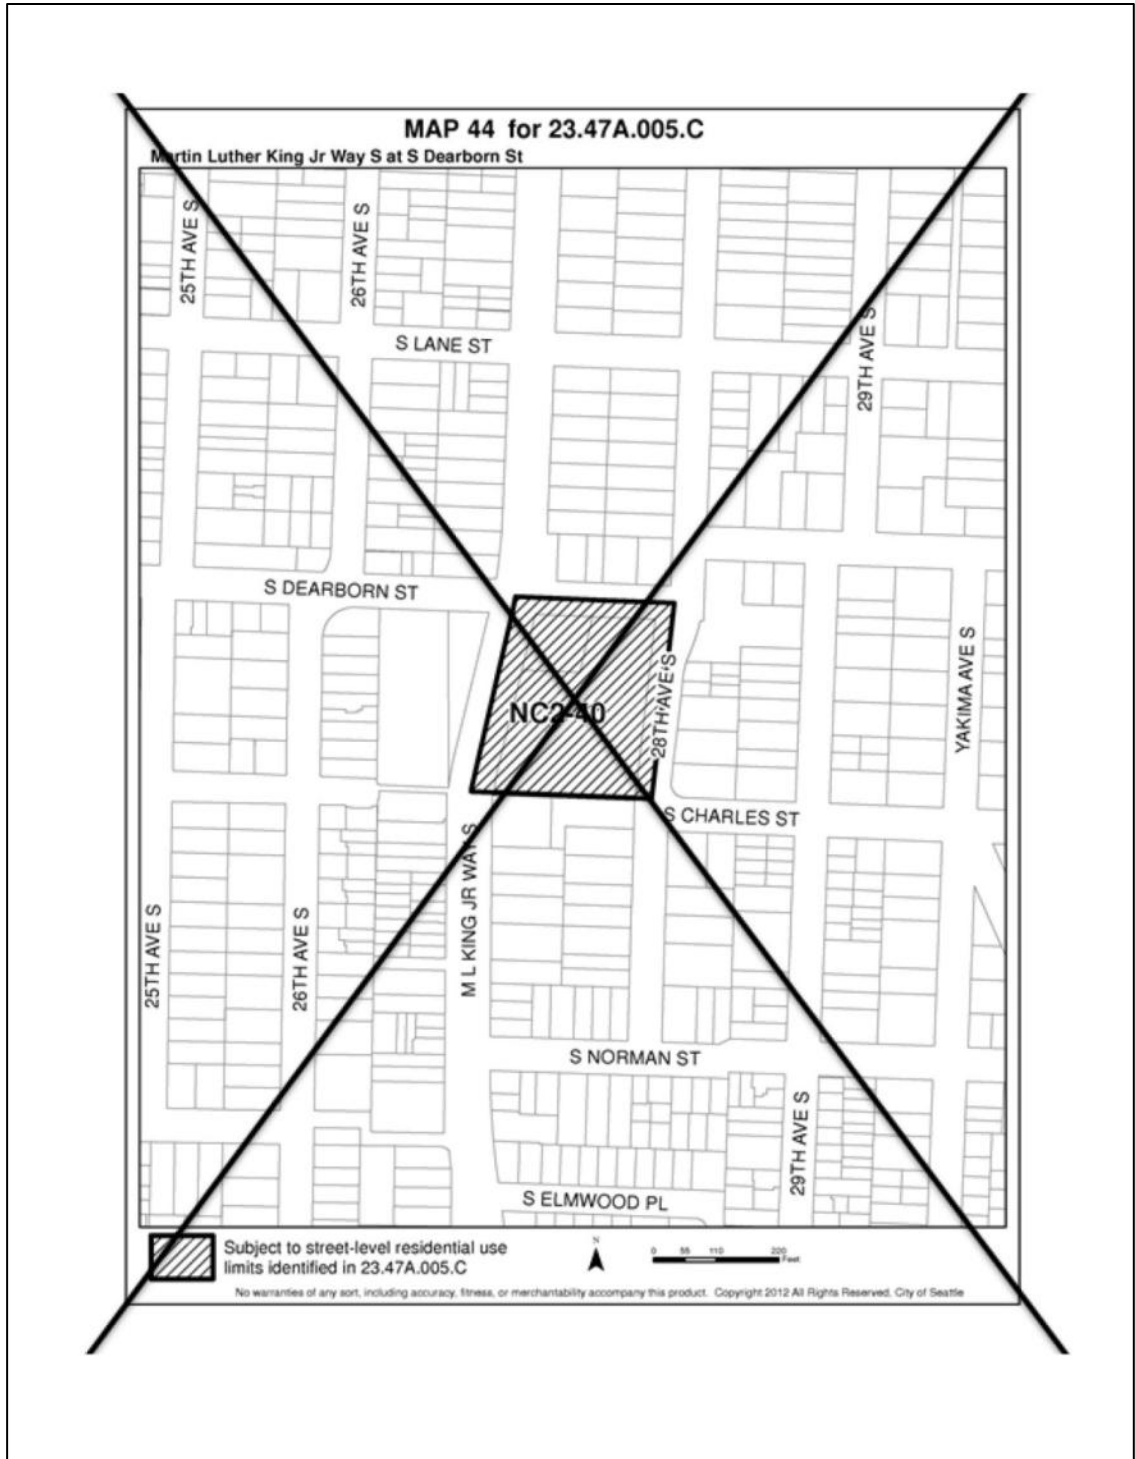 MAP 44 for 23.47A.005.C
Martin Luther King Jr Way S at S Dearborn St
25TH AVE S
26TH AVE S
S LANE ST
29TH AVE S
S DEARBORN ST
NC2-40
28TH AVE S
YAKIMA AVE S
S CHARLES ST
M L KING JR WAY S
25TH AVE S
26TH AVE S
S NORMAN ST
29TH AVE S
S ELMWOOD PL
Subject to street-level residential use
limits identified in 23.47A.005.C
N
0 55 110 220
Feet
No warranties of any sort, including accuracy, fitness, or merchantability accompany this product. Copyright 2012 All Rights Reserved, City of Seattle